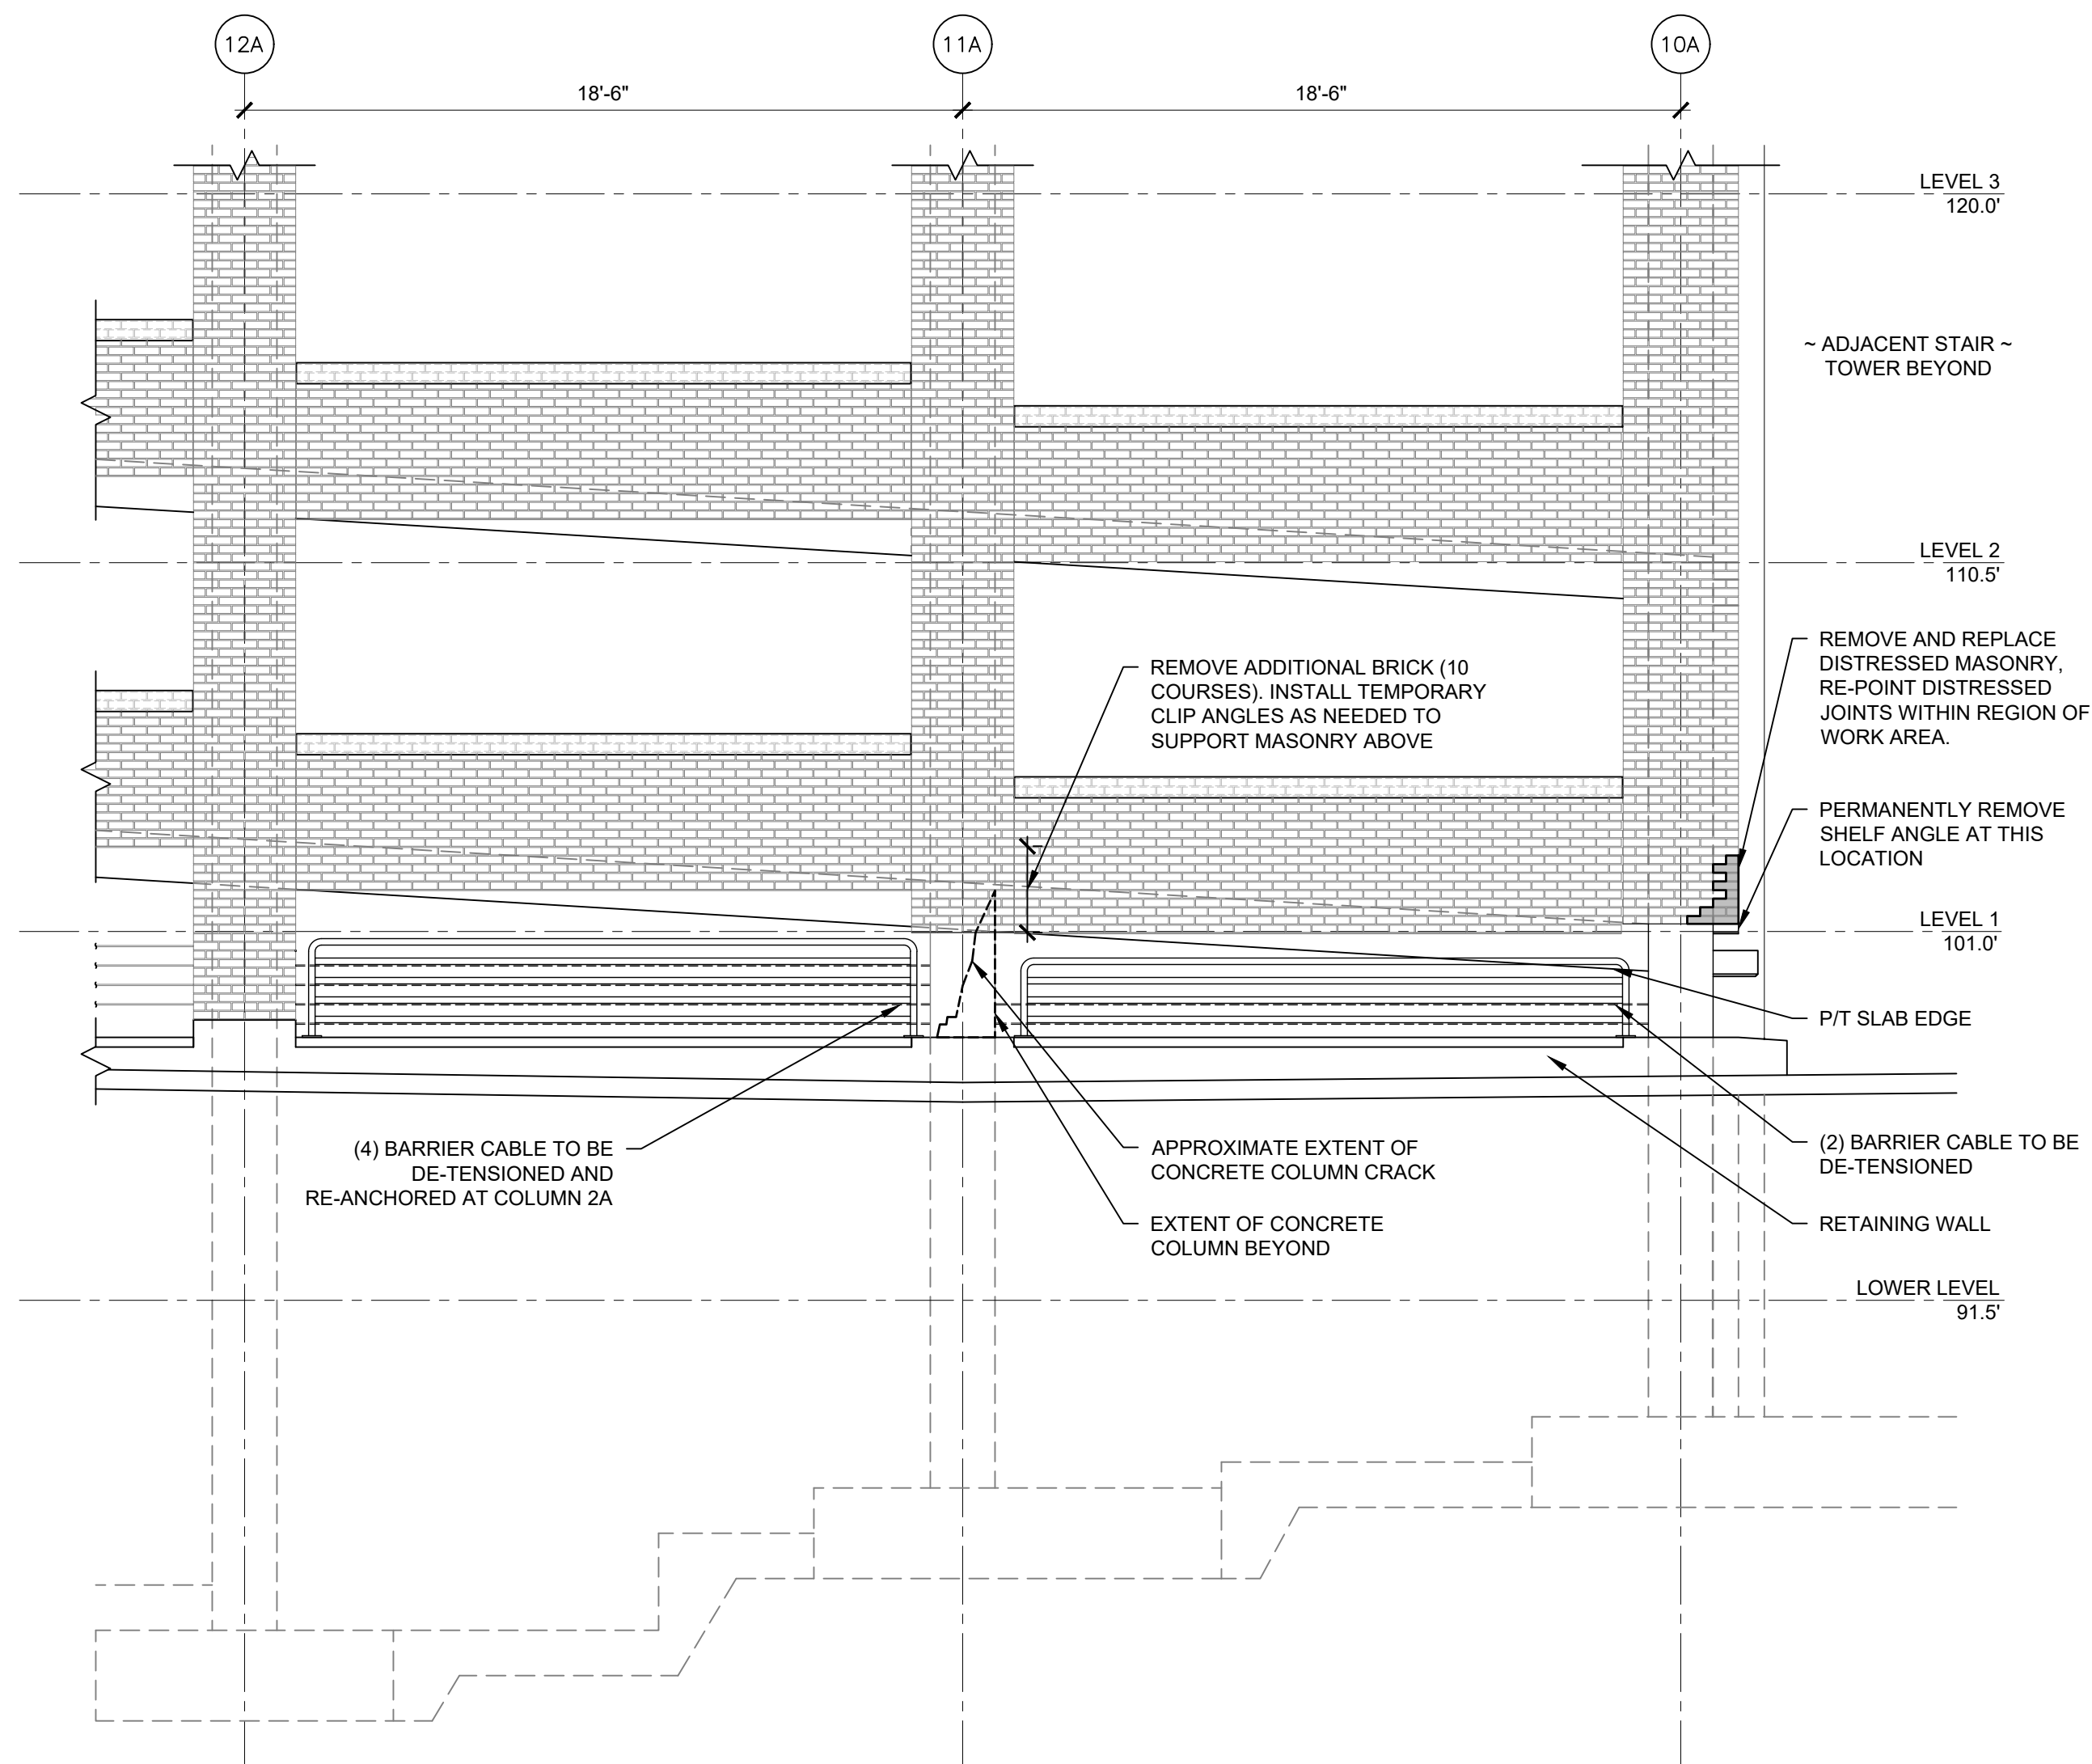 12A
11A
10A
18'-6"
18'-6"
LEVEL 3
120.0'
~ ADJACENT STAIR ~
TOWER BEYOND
LEVEL 2
110.5'
REMOVE ADDITIONAL BRICK (10
COURSES). INSTALL TEMPORARY
CLIP ANGLES AS NEEDED TO
SUPPORT MASONRY ABOVE
REMOVE AND REPLACE
DISTRESSED MASONRY,
RE-POINT DISTRESSED
JOINTS WITHIN REGION OF
WORK AREA.
PERMANENTLY REMOVE
SHELF ANGLE AT THIS
LOCATION
LEVEL 1
101.0'
P/T SLAB EDGE
(4) BARRIER CABLE TO BE
DE-TENSIONED AND
RE-ANCHORED AT COLUMN 2A
APPROXIMATE EXTENT OF
CONCRETE COLUMN CRACK
(2) BARRIER CABLE TO BE
DE-TENSIONED
EXTENT OF CONCRETE
COLUMN BEYOND
RETAINING WALL
LOWER LEVEL
91.5'